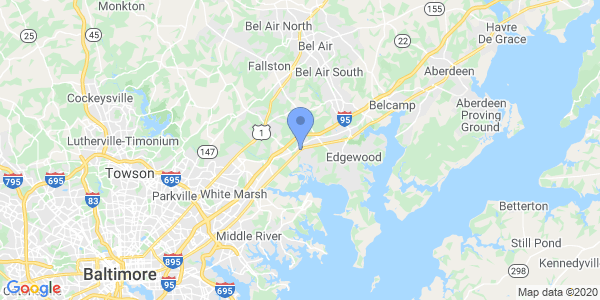 Monkton
Bel Air North
155
Havre
De Grace
25
45
22
Bel Air
Fallston
Bel Air South
Aberdeen
Cockeysville
Belcamp
Aberdeen
Proving
Ground
95
1
Lutherville-Timonium
147
Edgewood
795
695
Towson
695
83
Parkville
White Marsh
Betterton
Middle River
Still Pond
895
Baltimore
95
695
298
Kennedyville
Google
Map data ©2020